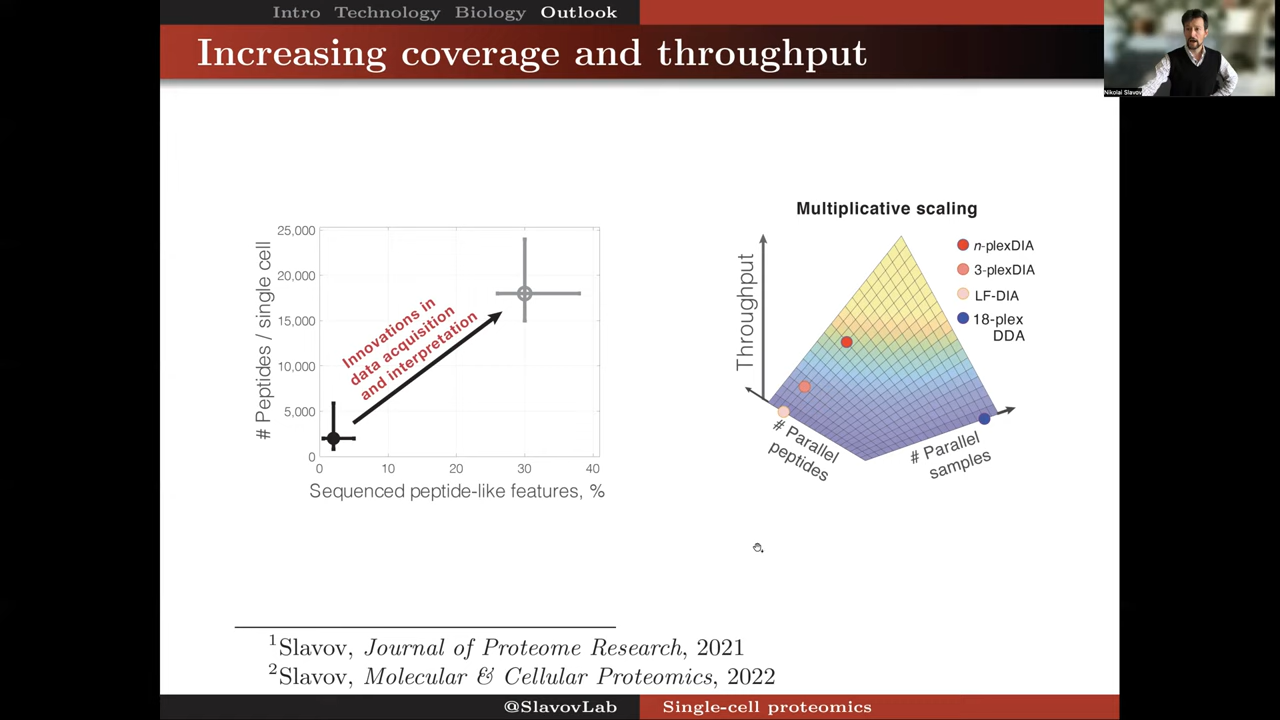 Intro Technology Biology Outlook
Increasing coverage and throughput
Nikolai Slavov
# Peptides / single cell
25,000
20,000
15,000
10,000
5,000
0
0 10 20 30 40
Sequenced peptide-like features, %
Innovations in
data acquisition
and interpretation
Multiplicative scaling
Throughput
# Parallel
peptides
# Parallel
samples
n-plexDIA
3-plexDIA
LF-DIA
18-plex
DDA
1Slavov, Journal of Proteome Research, 2021
2Slavov, Molecular & Cellular Proteomics, 2022
@SlavovLab Single-cell proteomics